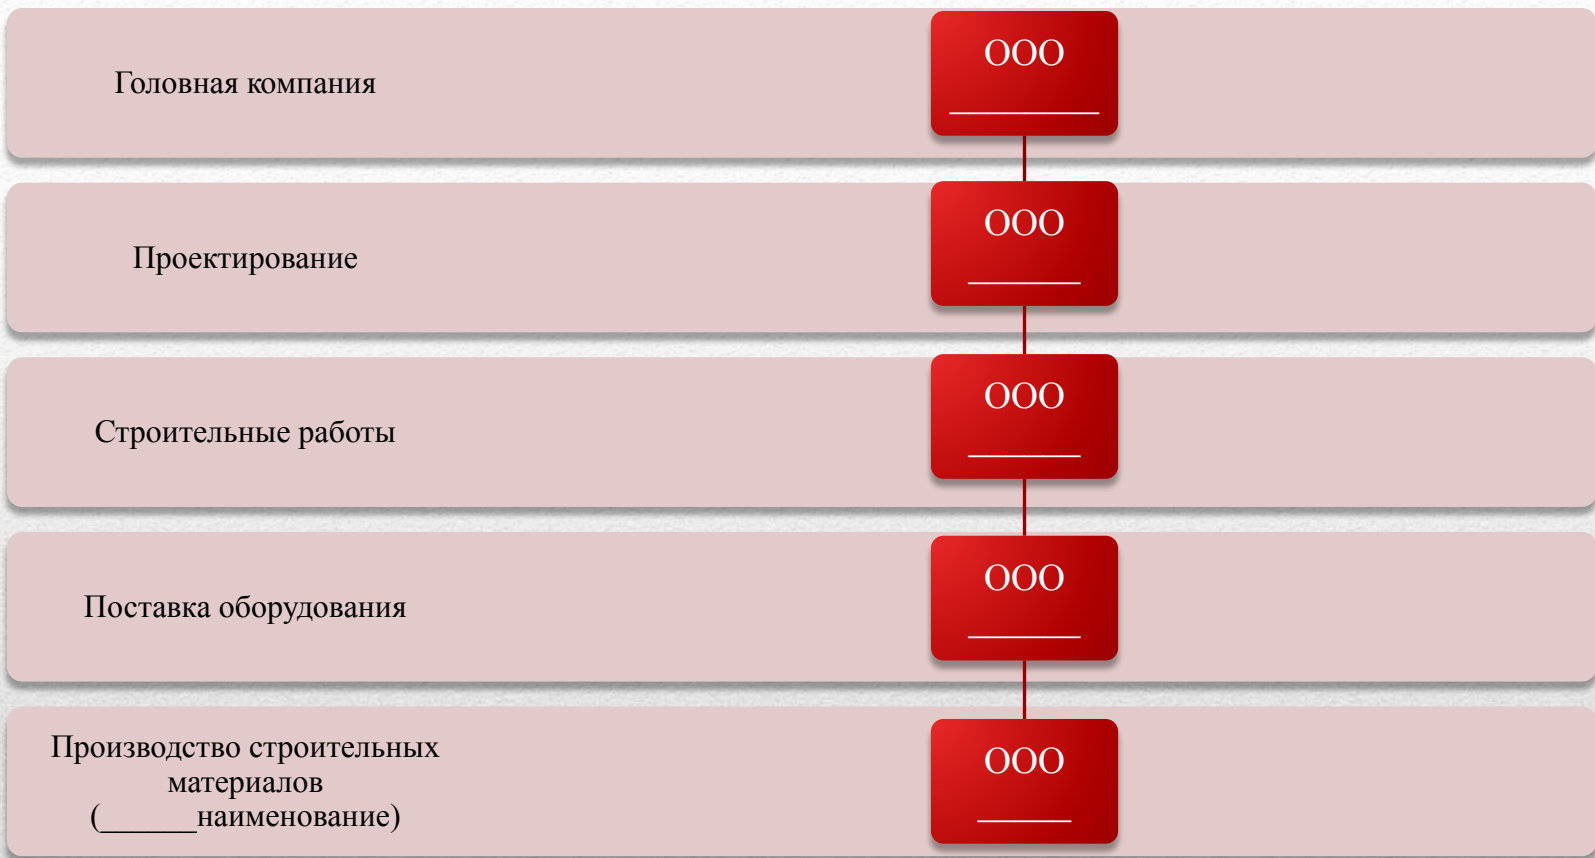 Головная компания
ООО
________
Проектирование
ООО
______
Строительные работы
ООО
______
Поставка оборудования
ООО
______
Производство строительных
материалов
(______наименование)
ООО
_____